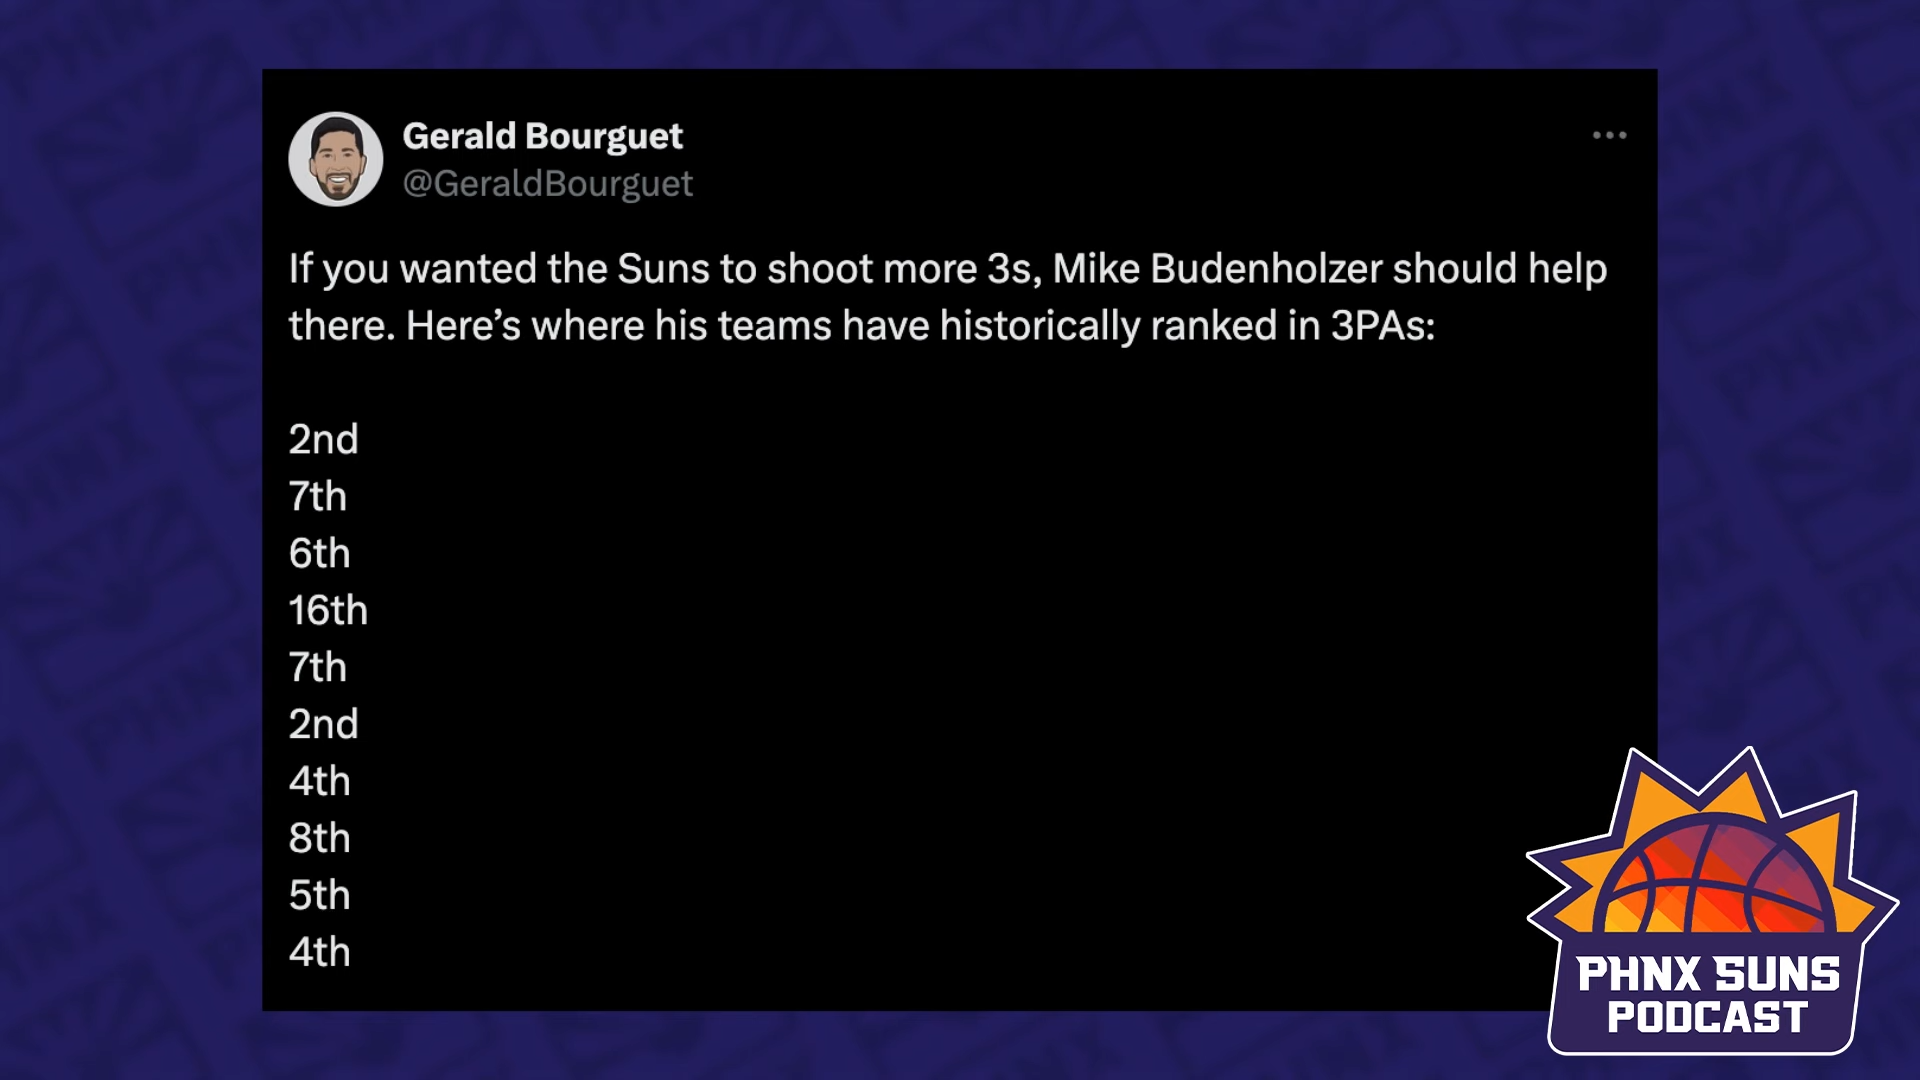 Gerald Bourguet
@GeraldBourguet
If you wanted the Suns to shoot more 3s, Mike Budenholzer should help
there. Here’s where his teams have historically ranked in 3PAs:
2nd
7th
6th
16th
7th
2nd
4th
8th
5th
4th
PHNX SUNS
PODCAST